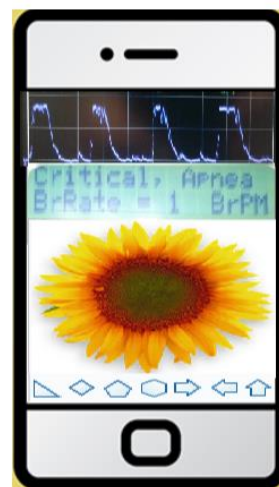 Critical, Apnea
BrRate = 1 BrPM